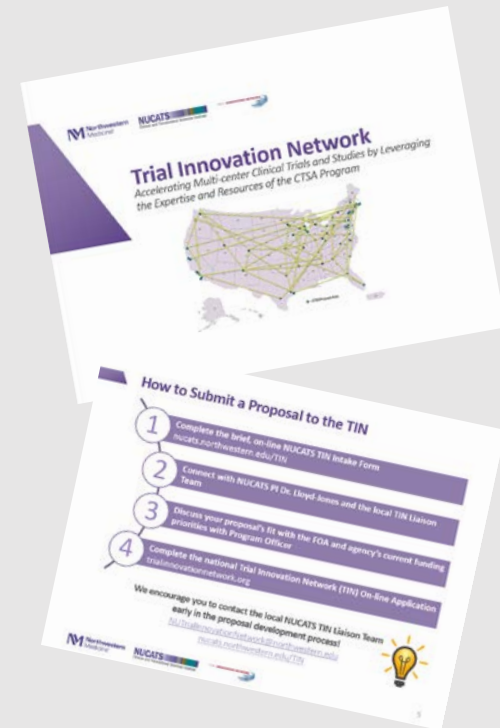 Northwestern
Medicine
NUCATS
Trial Innovation Network
Accelerating Multi-center Clinical Trials and Studies by Leveraging
the Expertise and Resources of the CTSA Program
How to Submit a Proposal to the TIN
1
Complete the brief, on-line NUCATS TIN Intake Form
nucats.northwestern.edu/TIN
2
Connect with NUCATS PI Dr. Lloyd-Jones and the local TIN Liaison
Team
3
Discuss your proposal's fit with the FOA and agency's current funding
priorities with Program Officer
4
Complete the national Trial Innovation Network (TIN) On-line Application
trialinnovationnetwork.org
We encourage you to contact the local NUCATS TIN Liaison Team
early in the proposal development process!
NUTrialInnovationNetwork@northwestern.edu
nucats.northwestern.edu/TIN
Northwestern
Medicine
NUCATS